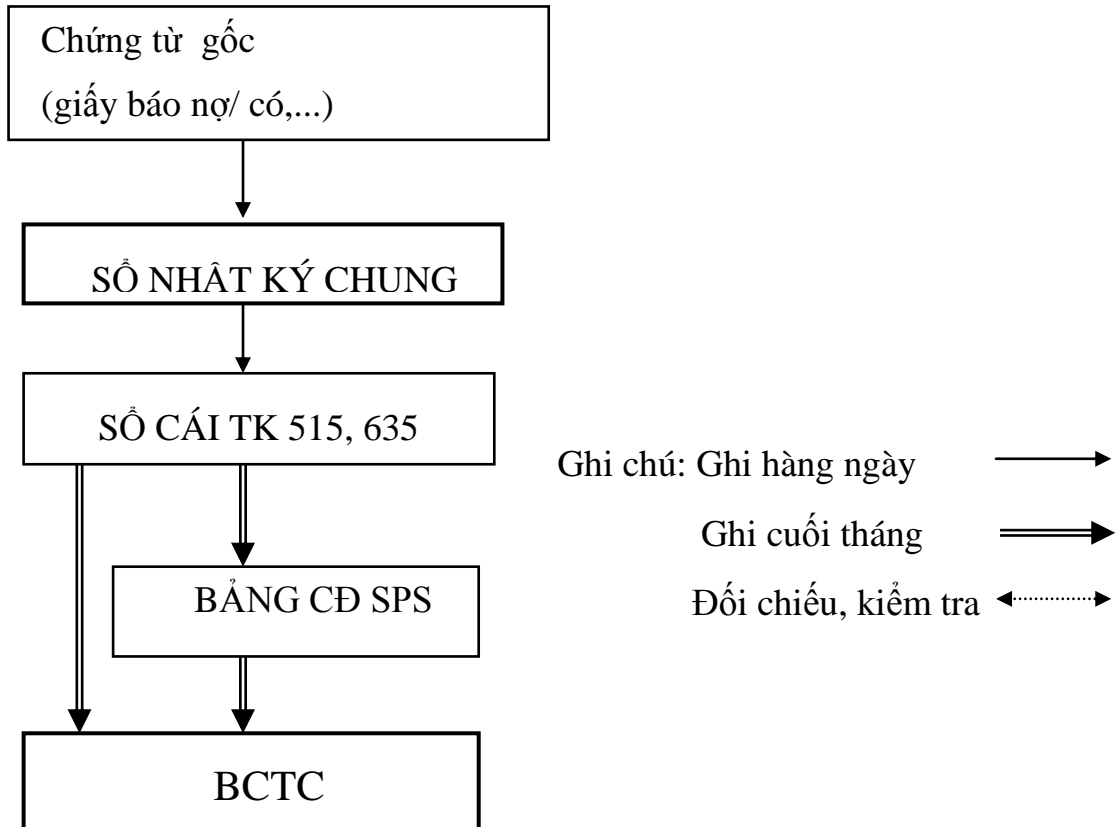 Chứng từ  gốc
(giấy báo nợ/ có,...)
SỔ NHÂT KÝ CHUNG
SỔ CÁI TK 515, 635
Ghi chú: Ghi hàng ngày
Ghi cuối tháng
BẢNG CĐ SPS
Đối chiếu, kiểm tra
BCTC